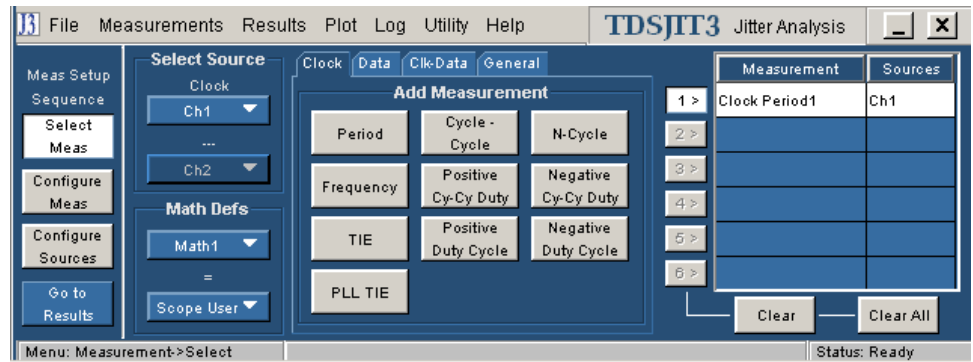 J3 File Measurements Results Plot Log Utility Help TDSJIT3 Jitter Analysis
Meas Setup
Sequence
Select
Meas
Configure
Meas
Configure
Sources
Go to
Results
Select Source
Clock
Ch1
---
Ch2
Math Defs
Math1
=
Scope User
Clock Data Clk-Data General
Add Measurement
Period
Cycle -
Cycle
N-Cycle
Frequency
Positive
Cy-Cy Duty
Negative
Cy-Cy Duty
TIE
Positive
Duty Cycle
Negative
Duty Cycle
PLL TIE
1 >
2 >
3 >
4 >
5 >
6 >
Measurement Sources
Clock Period1 Ch1
Clear Clear All
Menu: Measurement->Select Status: Ready